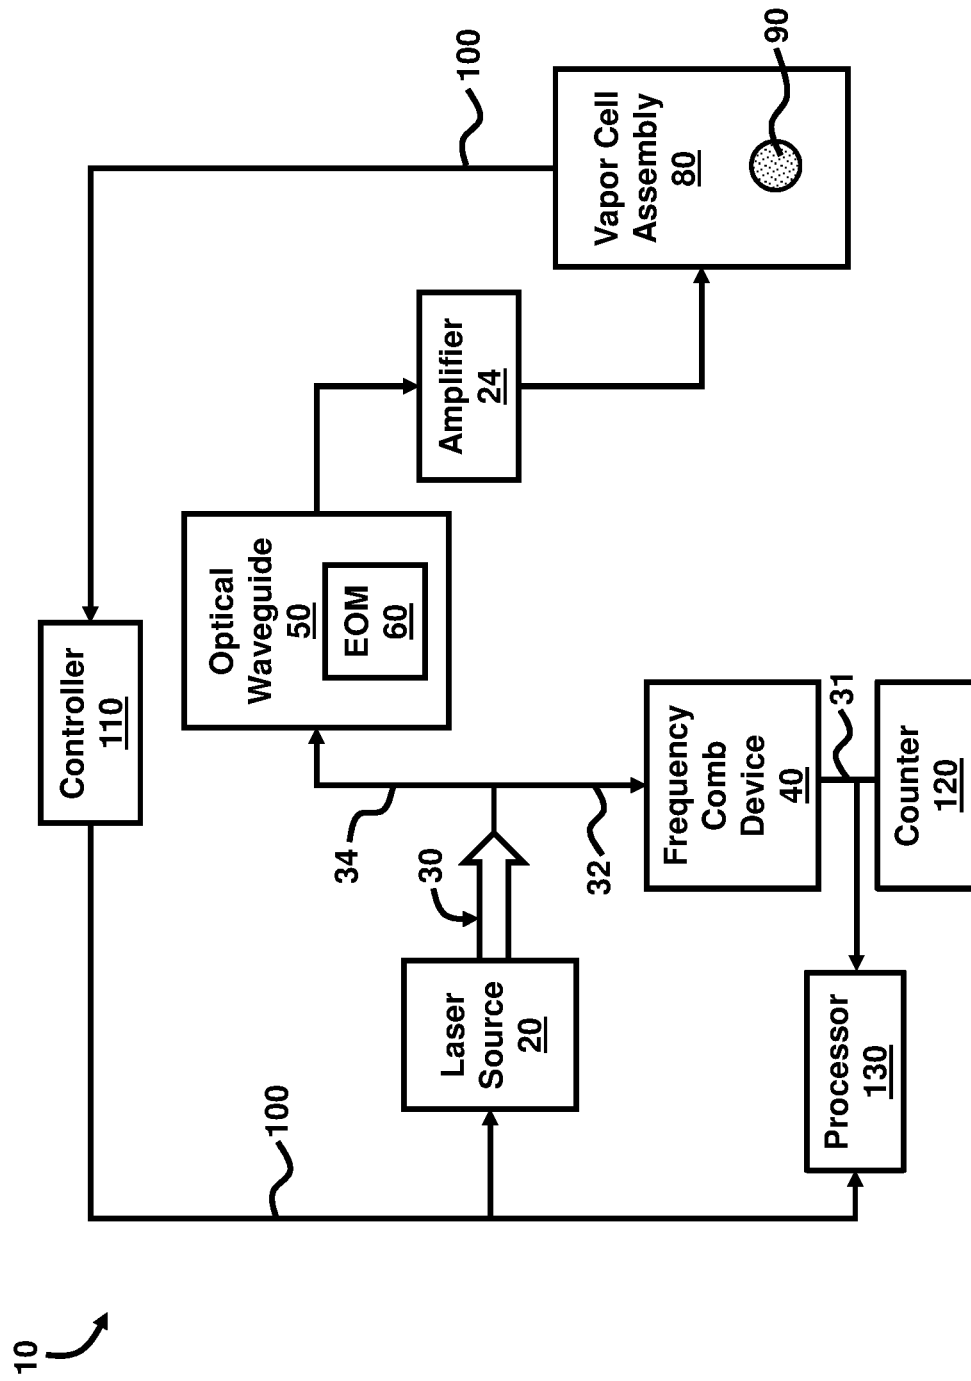 10
100
Controller
110
100
Laser
Source
20
30
34
32
Optical
Waveguide
50
EOM
60
Amplifier
24
Vapor Cell
Assembly
80
90
Processor
130
Frequency
Comb
Device
40
31
Counter
120